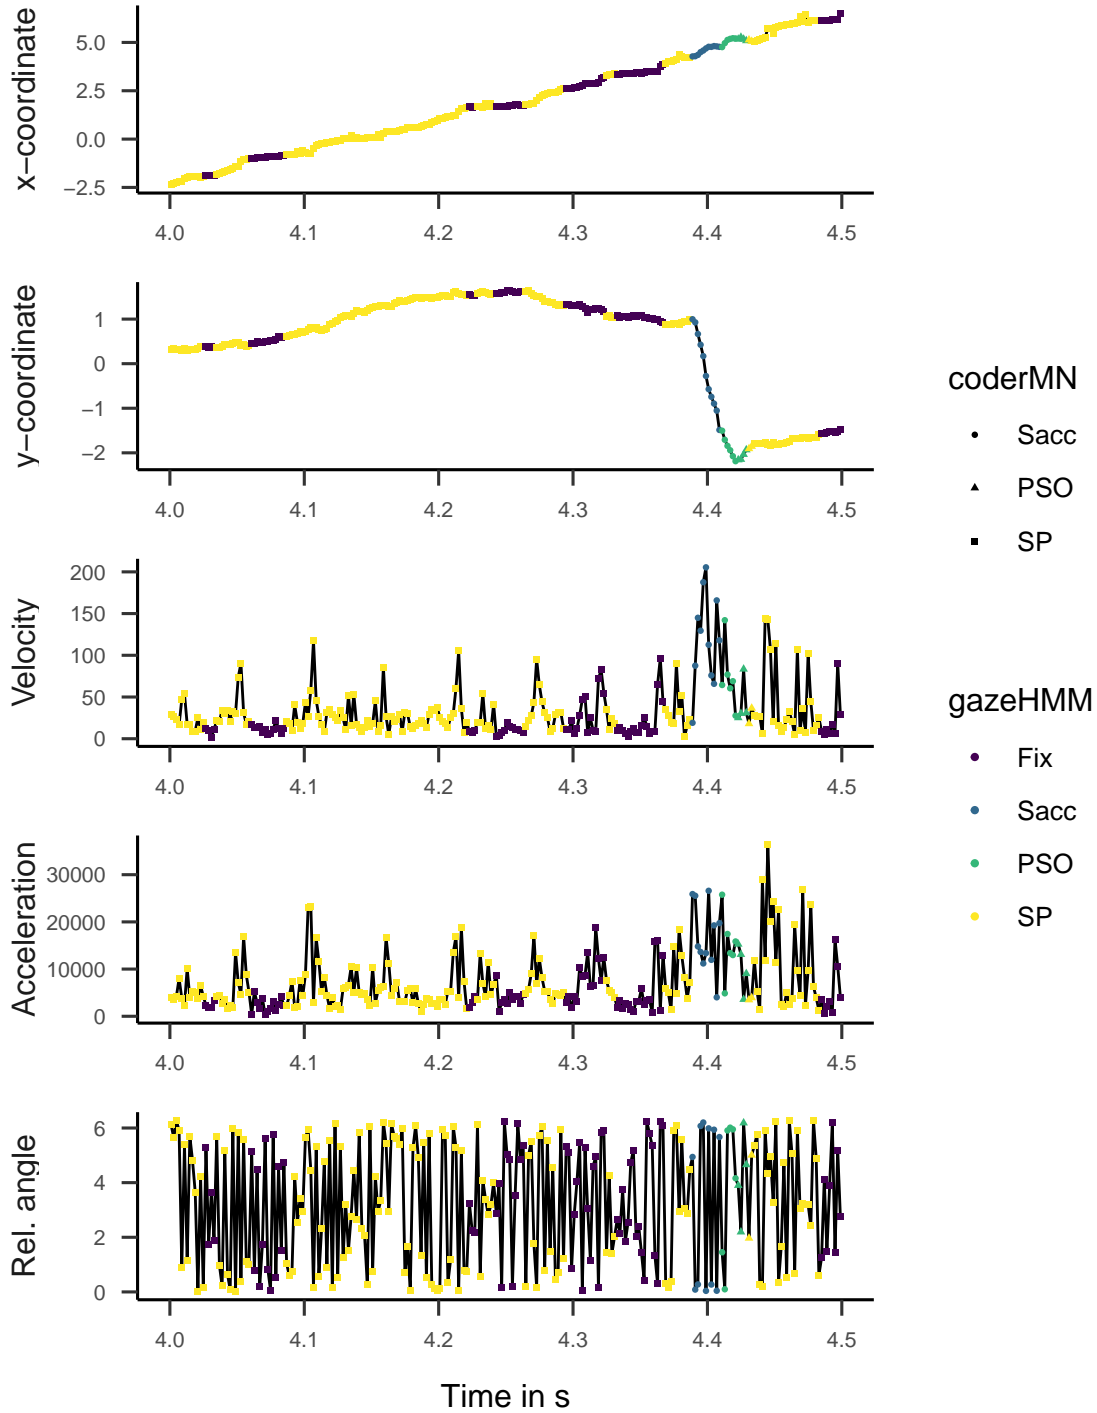 x−coordinate
5.0
2.5
0.0
−2.5
4.0 4.1 4.2 4.3 4.4 4.5
y−coordinate
1
0
−1
−2
4.0 4.1 4.2 4.3 4.4 4.5
Velocity
200
150
100
50
0
4.0 4.1 4.2 4.3 4.4 4.5
Acceleration
30000
20000
10000
0
4.0 4.1 4.2 4.3 4.4 4.5
Rel. angle
6
4
2
0
4.0 4.1 4.2 4.3 4.4 4.5
Time in s
coderMN
Sacc
PSO
SP
gazeHMM
Fix
Sacc
PSO
SP